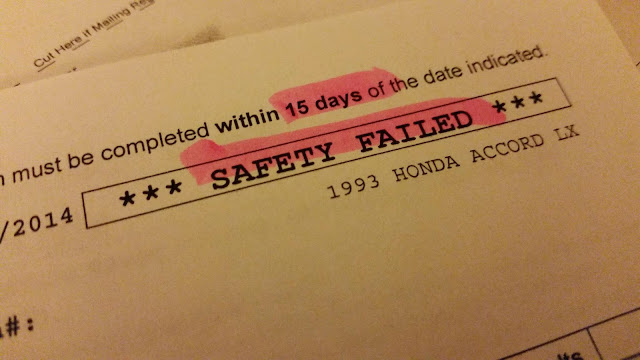 Cut Here if Mailing Reg
n must be completed within 15 days of the date indicated.
*** SAFETY FAILED ***
/2014
1993 HONDA ACCORD LX
#: